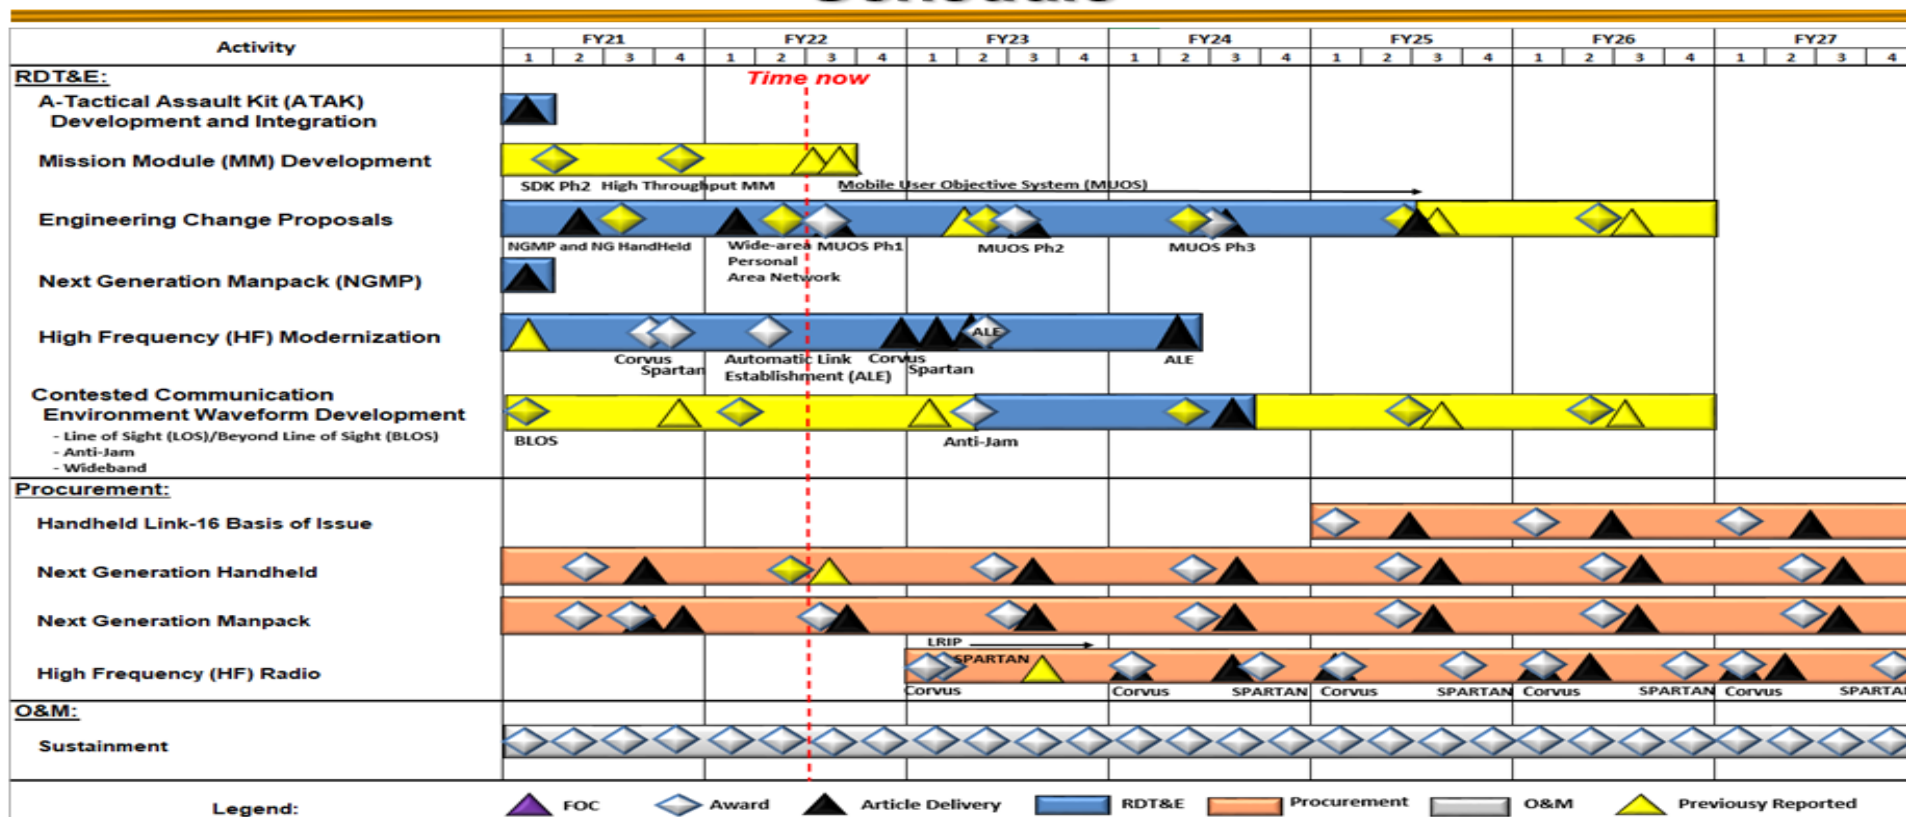 Schedule
Activity
FY21 FY22 FY23 FY24 FY25 FY26 FY27
1 2 3 4 1 2 3 4 1 2 3 4 1 2 3 4 1 2 3 4 1 2 3 4 1 2 3 4
RDT&E:
Time now
A-Tactical Assault Kit (ATAK)
Development and Integration
Mission Module (MM) Development
SDK Ph2 High Throughput MM Mobile User Objective System (MUOS)
Engineering Change Proposals
NGMP and NG HandHeld Wide-area MUOS Ph1 MUOS Ph2 MUOS Ph3
Personal
Area Network
Next Generation Manpack (NGMP)
High Frequency (HF) Modernization
ALE
Corvus Automatic Link Corvus ALE
Spartan Establishment (ALE) Spartan
Contested Communication
Environment Waveform Development
- Line of Sight (LOS)/Beyond Line of Sight (BLOS)
- Anti-Jam
- Wideband
BLOS Anti-Jam
Procurement:
Handheld Link-16 Basis of Issue
Next Generation Handheld
Next Generation Manpack
LRIP
High Frequency (HF) Radio
SPARTAN
Corvus Corvus SPARTAN Corvus SPARTAN Corvus SPARTAN Corvus SPARTAN
O&M:
Sustainment
Legend: FOC Award Article Delivery RDT&E Procurement O&M Previousy Reported